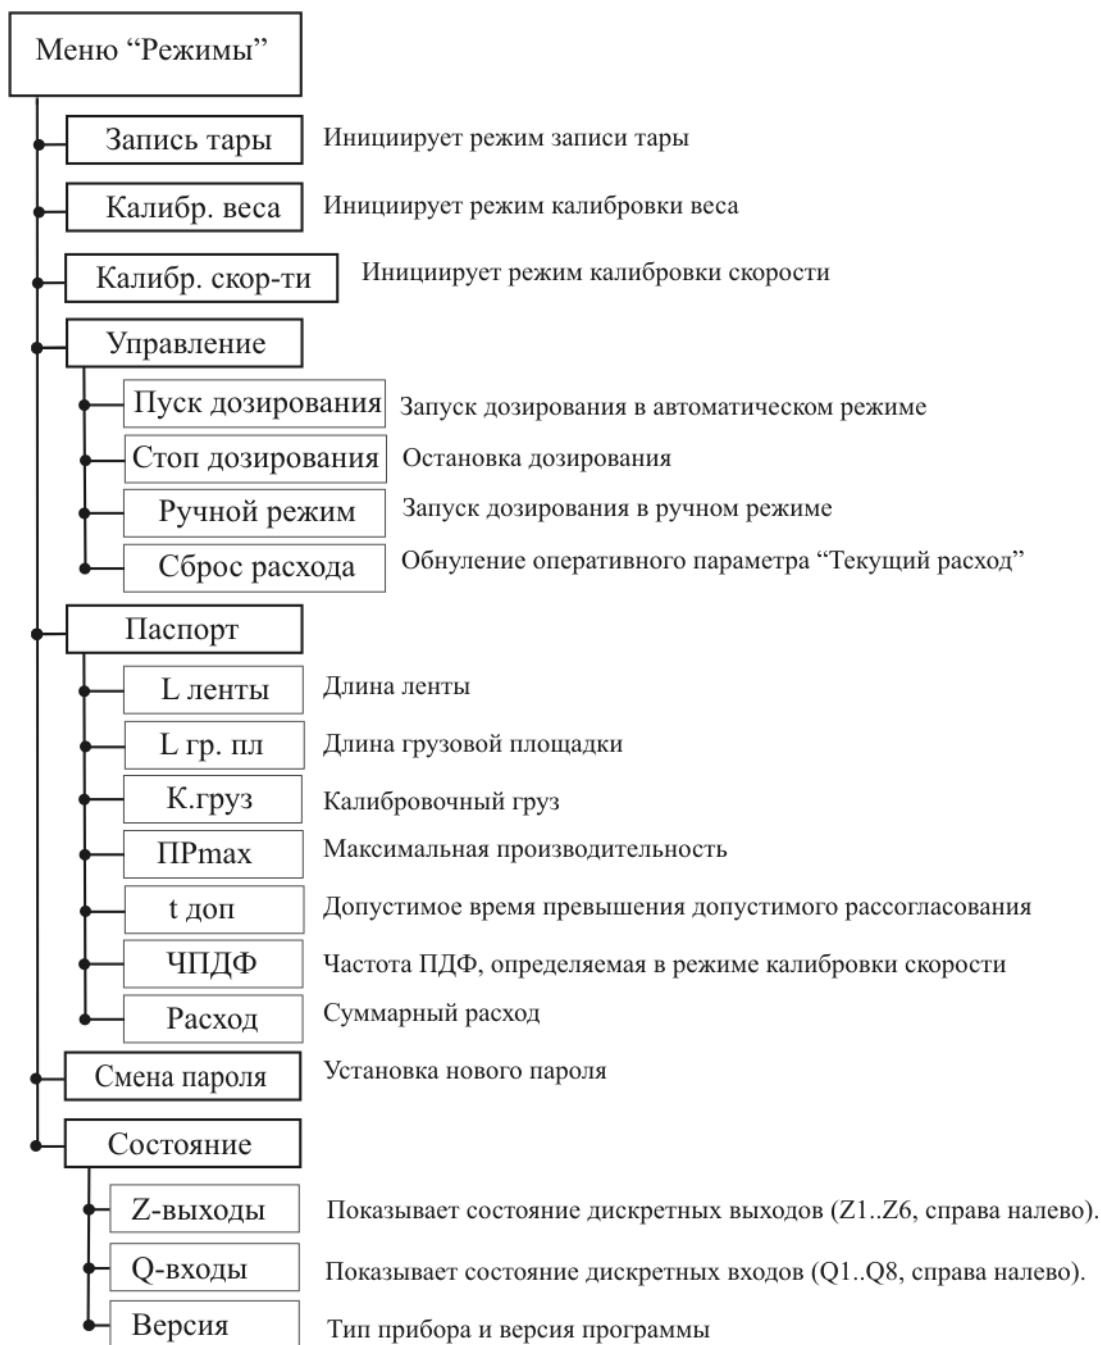 Меню “Режимы”
Запись тары Инициирует режим записи тары
Калибр. веса Инициирует режим калибровки веса
Калибр. скор-ти Инициирует режим калибровки скорости
Управление
Пуск дозирования Запуск дозирования в автоматическом режиме
Стоп дозирования Остановка дозирования
Ручной режим Запуск дозирования в ручном режиме
Сброс расхода Обнуление оперативного параметра “Текущий расход”
Паспорт
L ленты Длина ленты
L гр. пл Длина грузовой площадки
К.груз Калибровочный груз
ПРmax Максимальная производительность
t доп Допустимое время превышения допустимого рассогласования
ЧПДФ Частота ПДФ, определяемая в режиме калибровки скорости
Расход Суммарный расход
Смена пароля Установка нового пароля
Состояние
Z-выходы Показывает состояние дискретных выходов (Z1..Z6, справа налево).
Q-входы Показывает состояние дискретных входов (Q1..Q8, справа налево).
Версия Тип прибора и версия программы